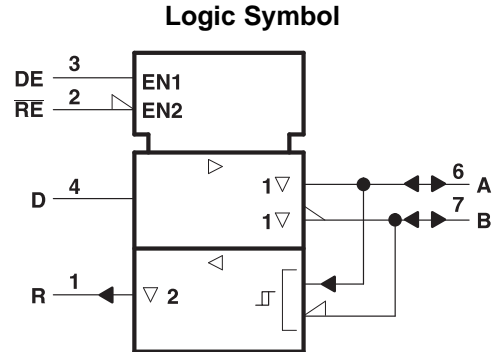 Logic Symbol
DE 3 EN1
RE 2 EN2
D 4 1▽ 6 A
1▽ 7 B
R 1 ▽ 2